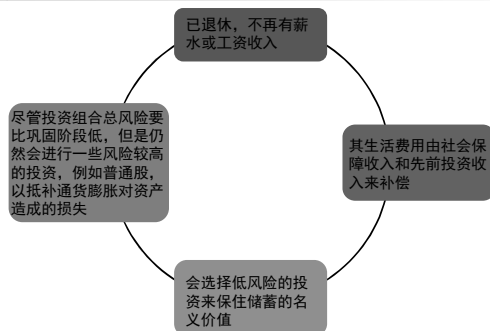 已退休，不再有薪
水或工资收入
其生活费用由社会保
障收入和先前投资收
入来补偿
会选择低风险的投
资来保住储蓄的名
义价值
尽管投资组合总风险要
比巩固阶段低，但是仍
然会进行一些风险较高
的投资，例如普通股，
以抵补通货膨胀对资产
造成的损失